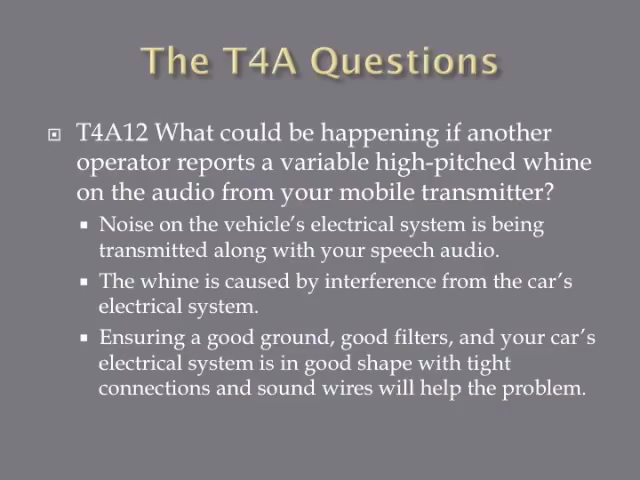 The T4A Questions
T4A12 What could be happening if another
operator reports a variable high-pitched whine
on the audio from your mobile transmitter?
Noise on the vehicle’s electrical system is being
transmitted along with your speech audio.
The whine is caused by interference from the car’s
electrical system.
Ensuring a good ground, good filters, and your car’s
electrical system is in good shape with tight
connections and sound wires will help the problem.